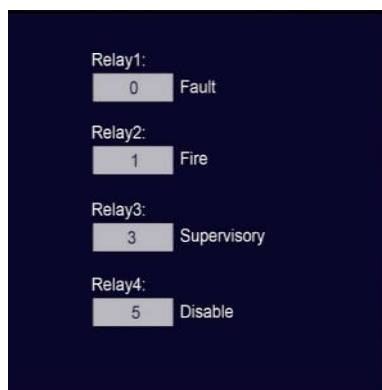 Relay1:
0 Fault
Relay2:
1 Fire
Relay3:
3 Supervisory
Relay4:
5 Disable